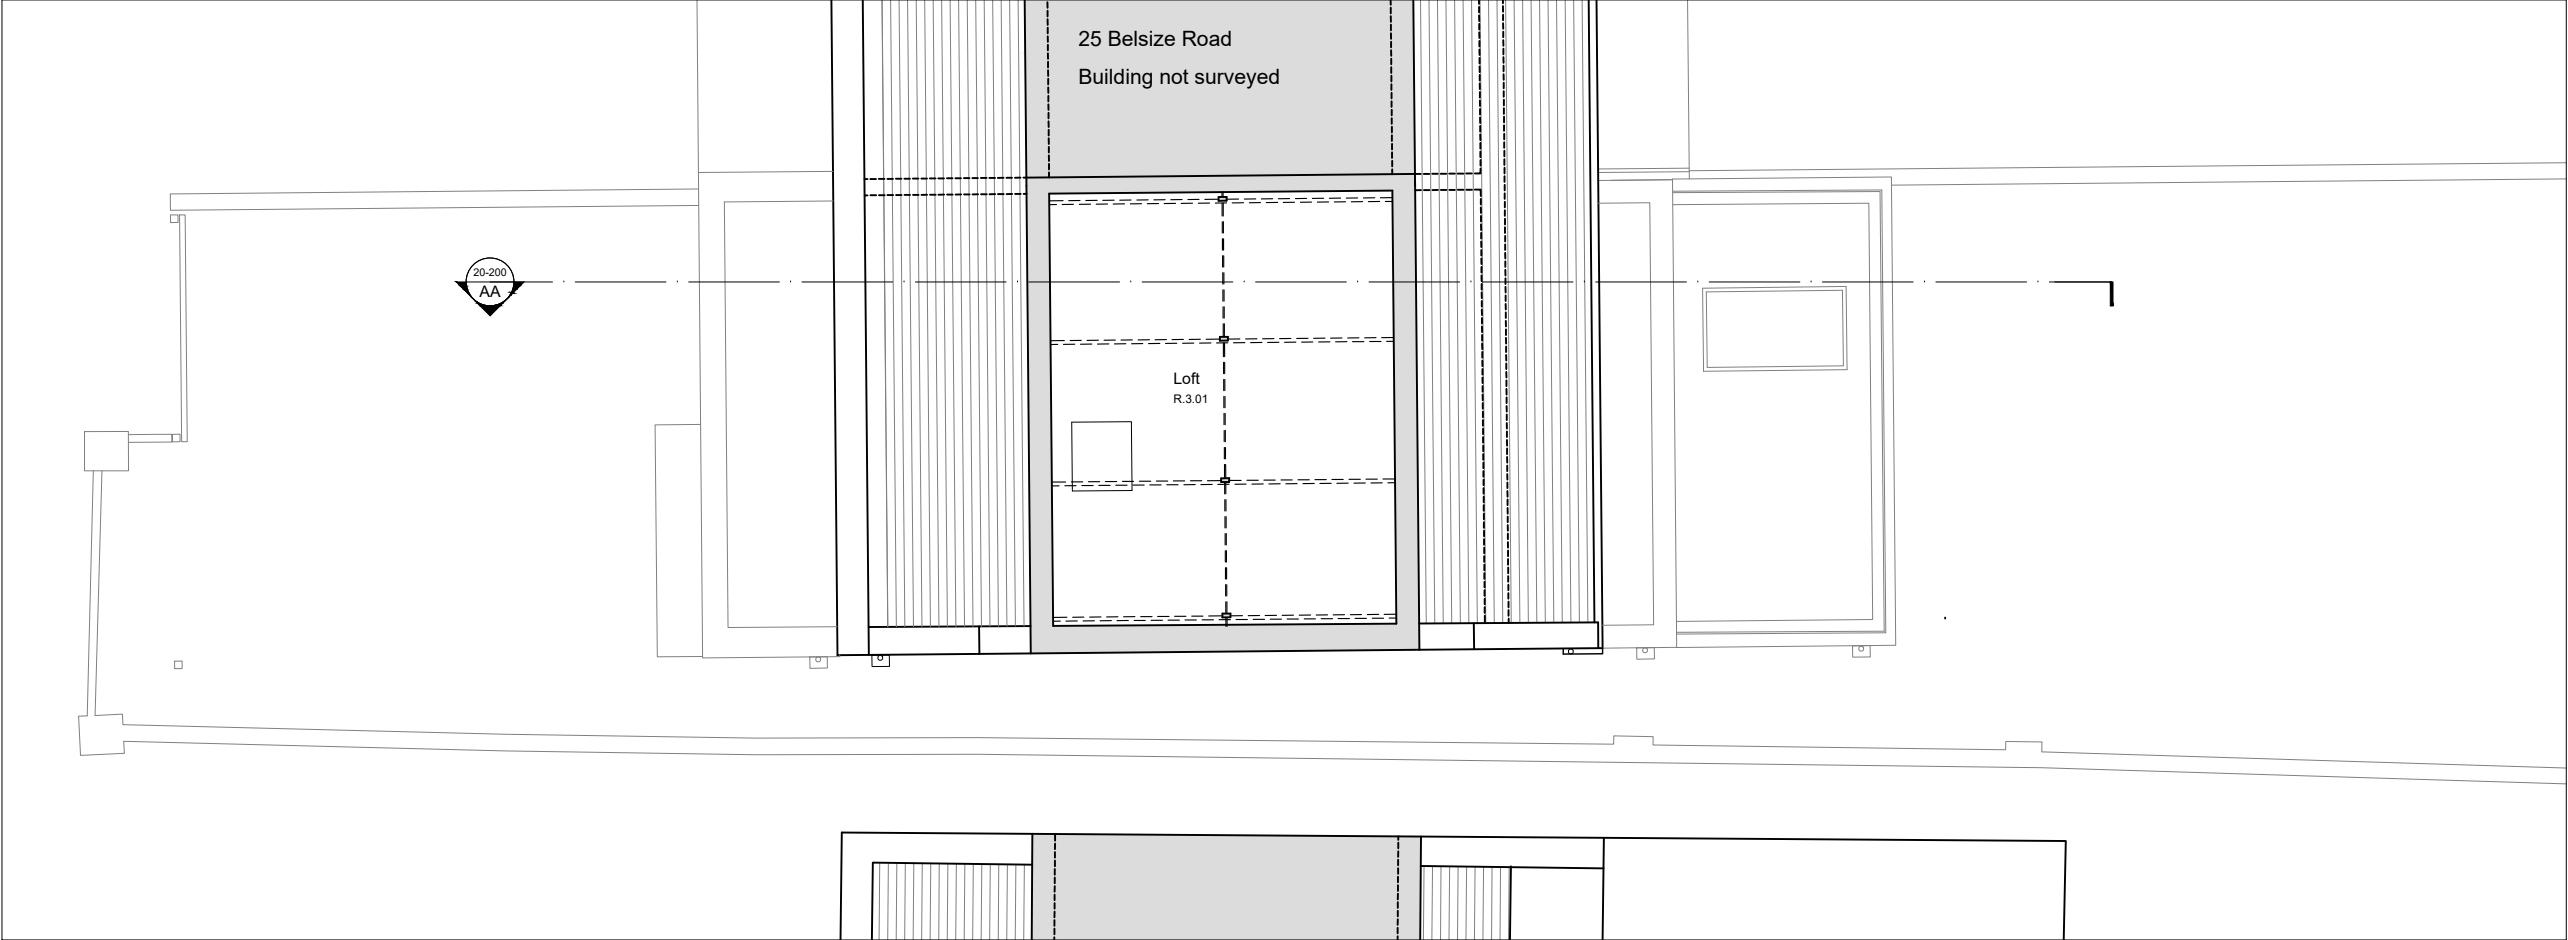 25 Belsize Road
Building not surveyed
20-200
AA
Loft
R.3.01